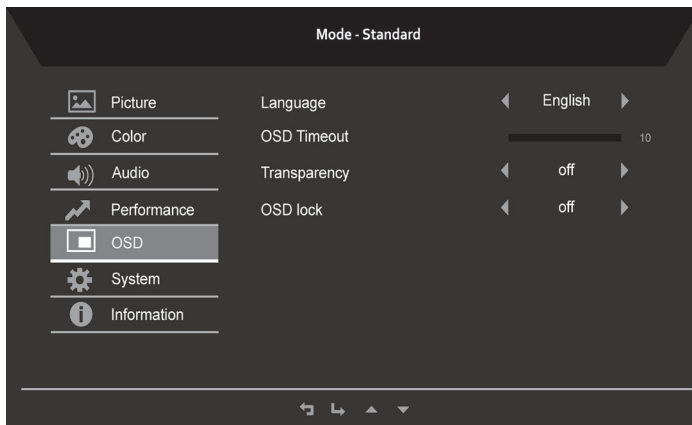 Mode - Standard
Picture
Language
English
Color
OSD Timeout
10
Audio
Transparency
off
Performance
OSD lock
off
OSD
System
Information